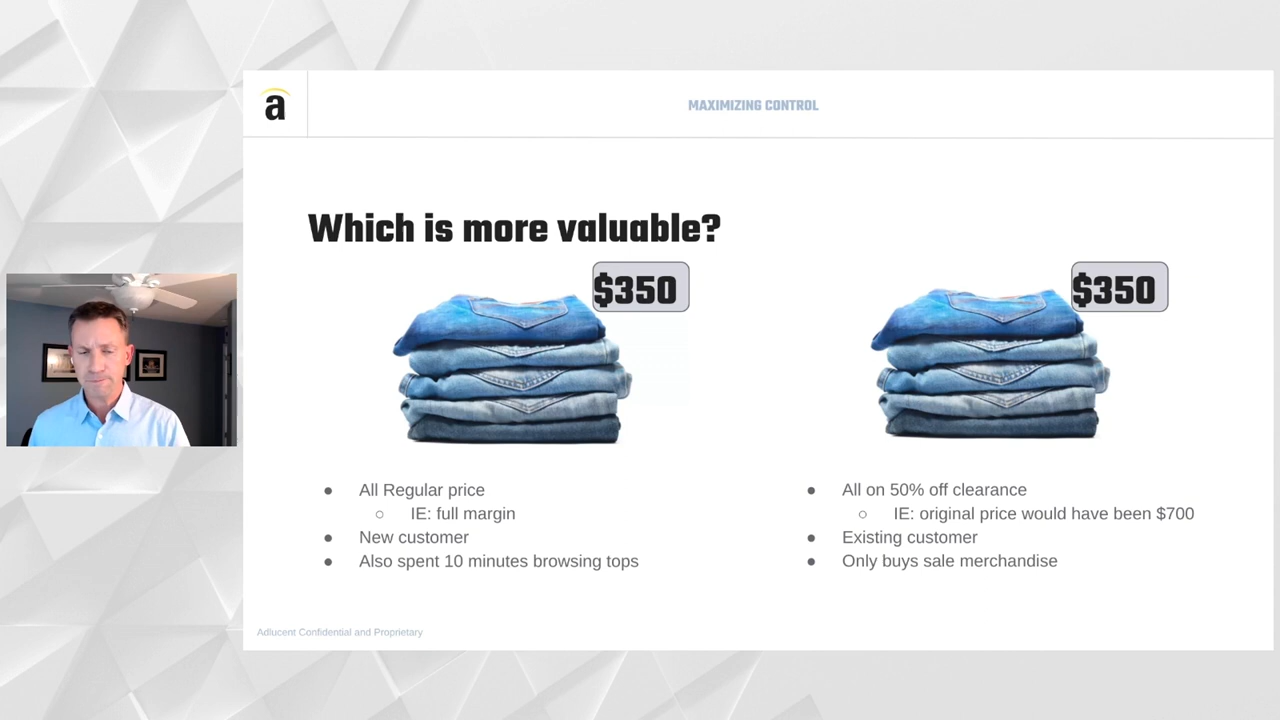 a
MAXIMIZING CONTROL
Which is more valuable?
$350
$350
● All Regular price
○ IE: full margin
● New customer
● Also spent 10 minutes browsing tops
● All on 50% off clearance
○ IE: original price would have been $700
● Existing customer
● Only buys sale merchandise
Adlucent Confidential and Proprietary